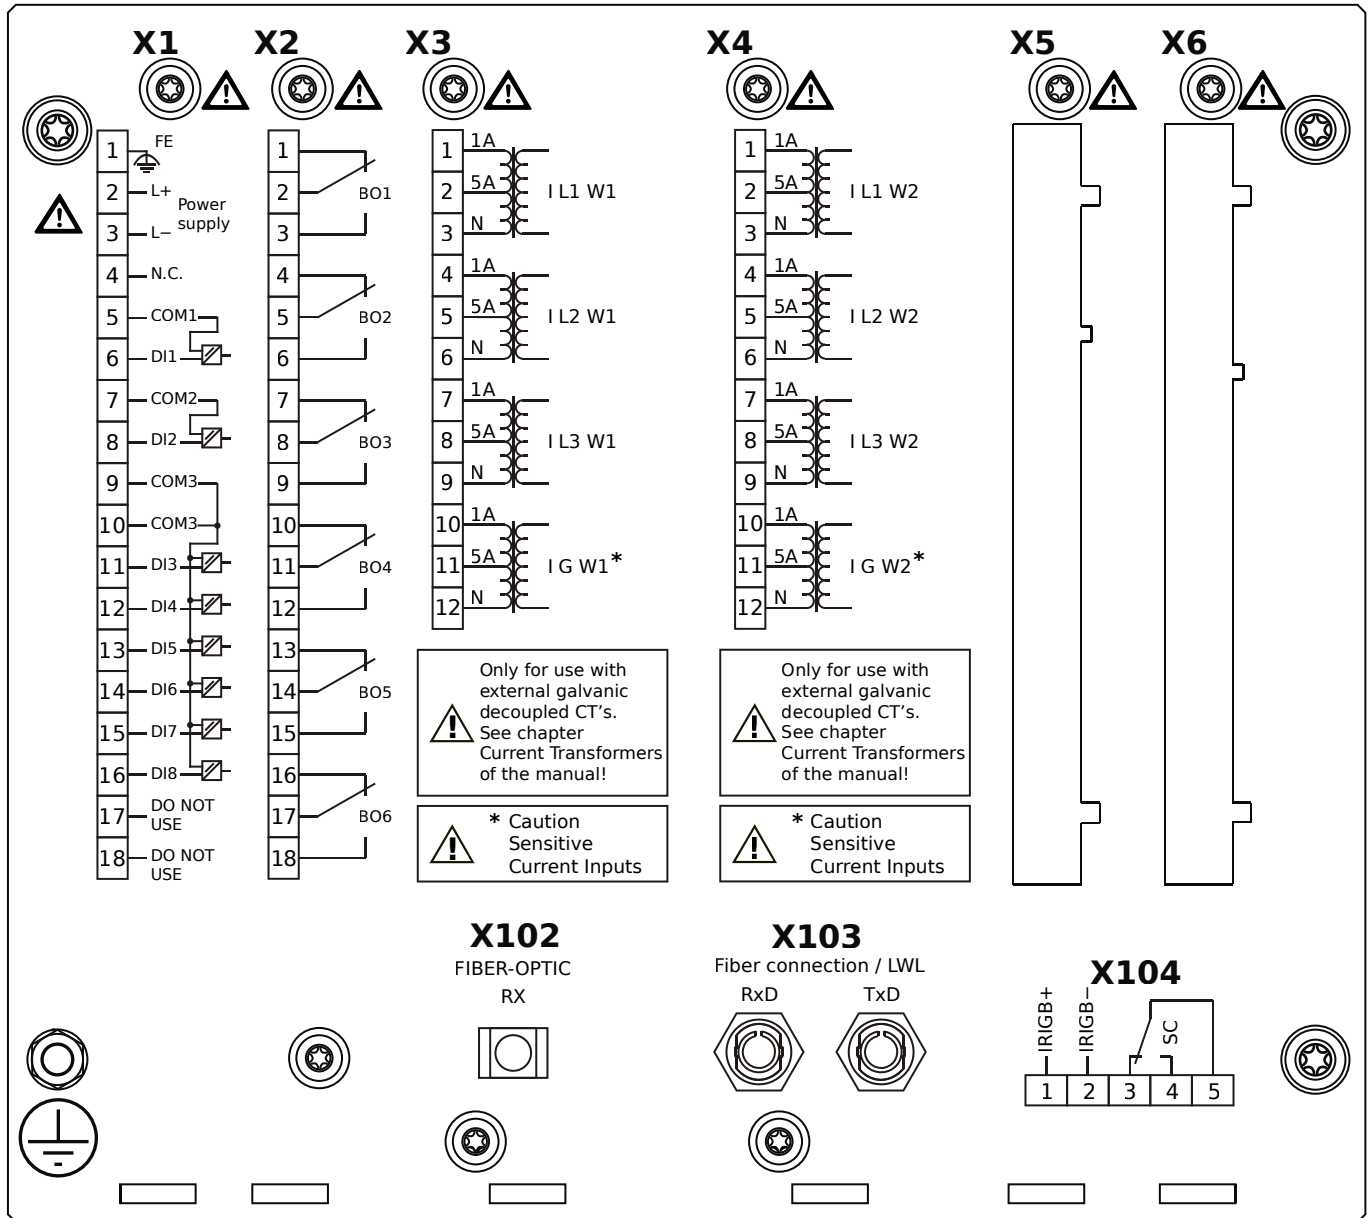 X1 X2 X3 X4 X5 X6
1 FE
2 L+ Power
3 L− supply
4 N.C.
5 COM1
6 DI1
7 COM2
8 DI2
9 COM3
10 COM3
11 DI3
12 DI4
13 DI5
14 DI6
15 DI7
16 DI8
17 DO NOT
USE
18 DO NOT
USE
1
2 BO1
3
4
5 BO2
6
7
8 BO3
9
10
11 BO4
12
13
14 BO5
15
16
17 BO6
18
1 1A
2 5A I L1 W1
3 N
4 1A
5 5A I L2 W1
6 N
7 1A
8 5A I L3 W1
9 N
10 1A
11 5A I G W1*
12 N
Only for use with
external galvanic
decoupled CT's.
See chapter
Current Transformers
of the manual!
* Caution
Sensitive
Current Inputs
1 1A
2 5A I L1 W2
3 N
4 1A
5 5A I L2 W2
6 N
7 1A
8 5A I L3 W2
9 N
10 1A
11 5A I G W2*
12 N
Only for use with
external galvanic
decoupled CT's.
See chapter
Current Transformers
of the manual!
* Caution
Sensitive
Current Inputs
X102
FIBER-OPTIC
RX
X103
Fiber connection / LWL
RxD TxD
X104
IRIGB+
IRIGB−
SC
1 2 3 4 5